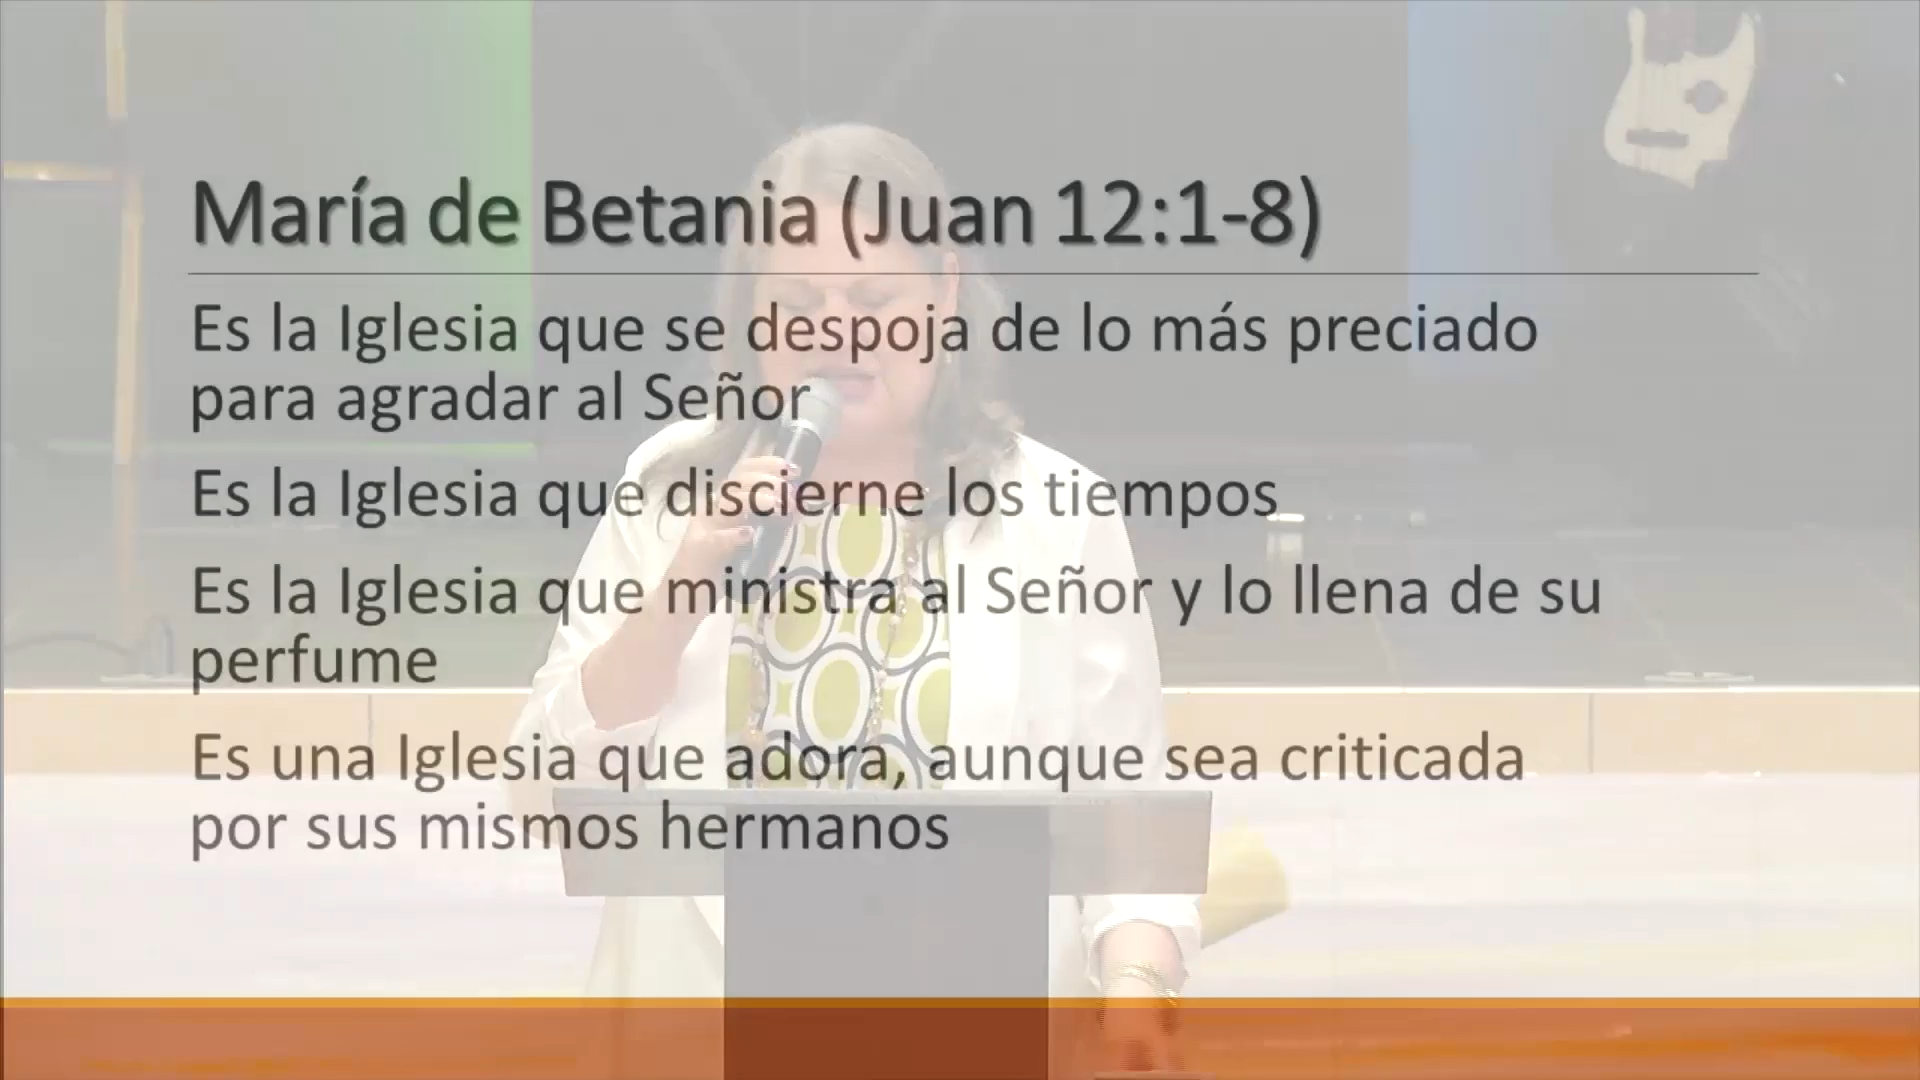 María de Betania (Juan 12:1-8)
Es la Iglesia que se despoja de lo más preciado
para agradar al Señor
Es la Iglesia que discierne los tiempos
Es la Iglesia que ministra al Señor y lo llena de su
perfume
Es una Iglesia que adora, aunque sea criticada
por sus mismos hermanos